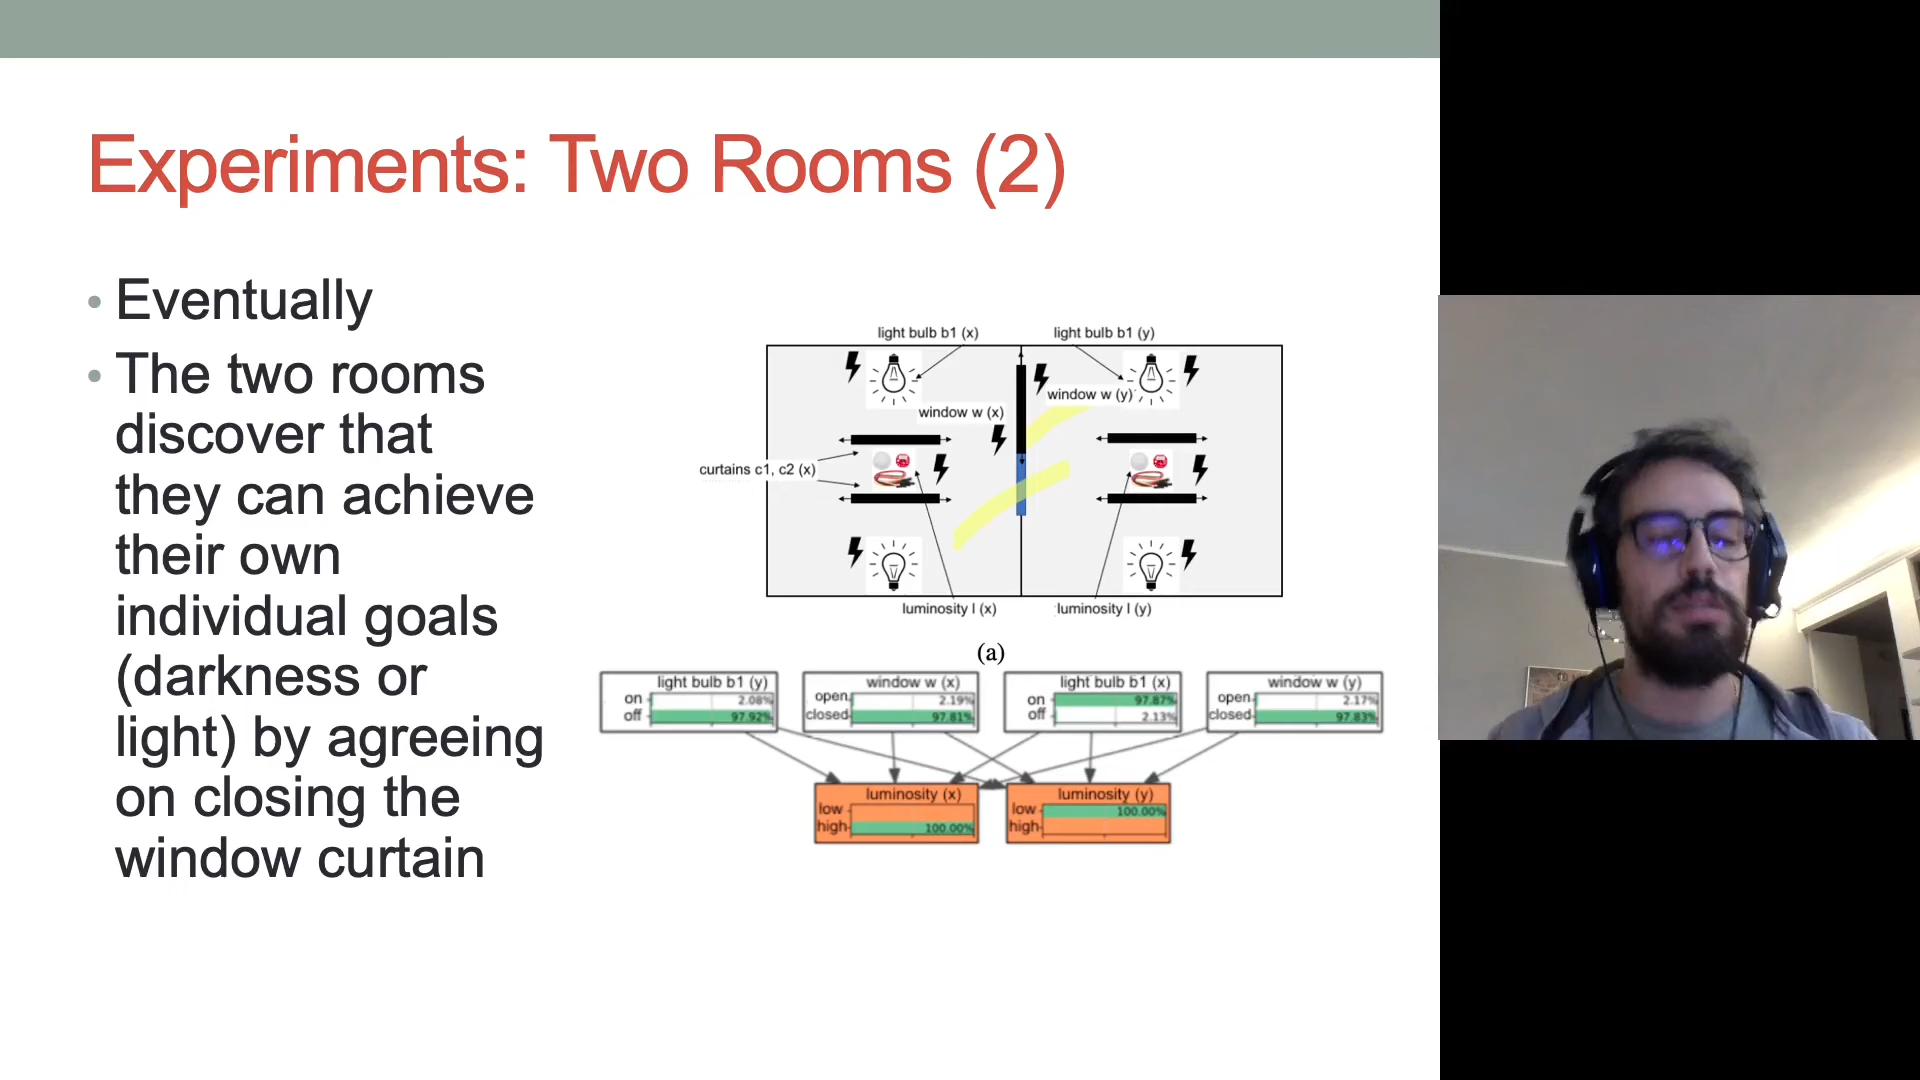 Experiments: Two Rooms (2)
• Eventually
• The two rooms
discover that
they can achieve
their own
individual goals
(darkness or
light) by agreeing
on closing the
window curtain
light bulb b1 (x)
light bulb b1 (y)
window w (y)
window w (x)
curtains c1, c2 (x)
luminosity l (x)
luminosity l (y)
(a)
light bulb b1 (y)
on 2.08%
off 97.92%
window w (x)
open 2.19%
closed 97.81%
light bulb b1 (x)
on 97.87%
off 2.13%
window w (y)
open 2.17%
closed 97.83%
luminosity (x)
low
high 100.00%
luminosity (y)
low 100.00%
high